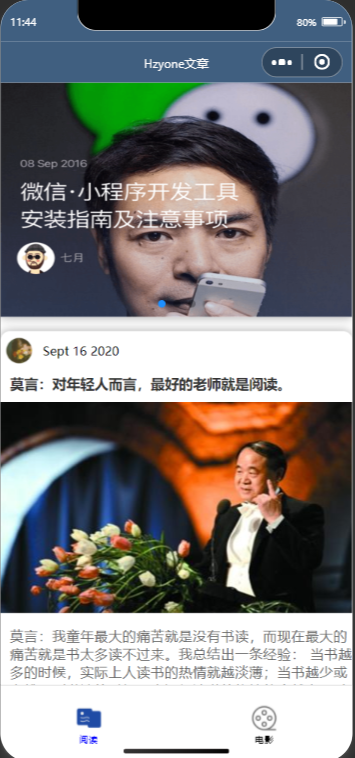 11:44
80%
Hzyone文章
08 Sep 2016
微信·小程序开发工具
安装指南及注意事项
七月
Sept 16 2020
莫言：对年轻人而言，最好的老师就是阅读。
莫言：我童年最大的痛苦就是没有书读，而现在最大的
痛苦就是书太多读不过来。我总结出一条经验： 当书越
多的时候，实际上人读书的热情就越淡薄；当书越少或
阅读
电影